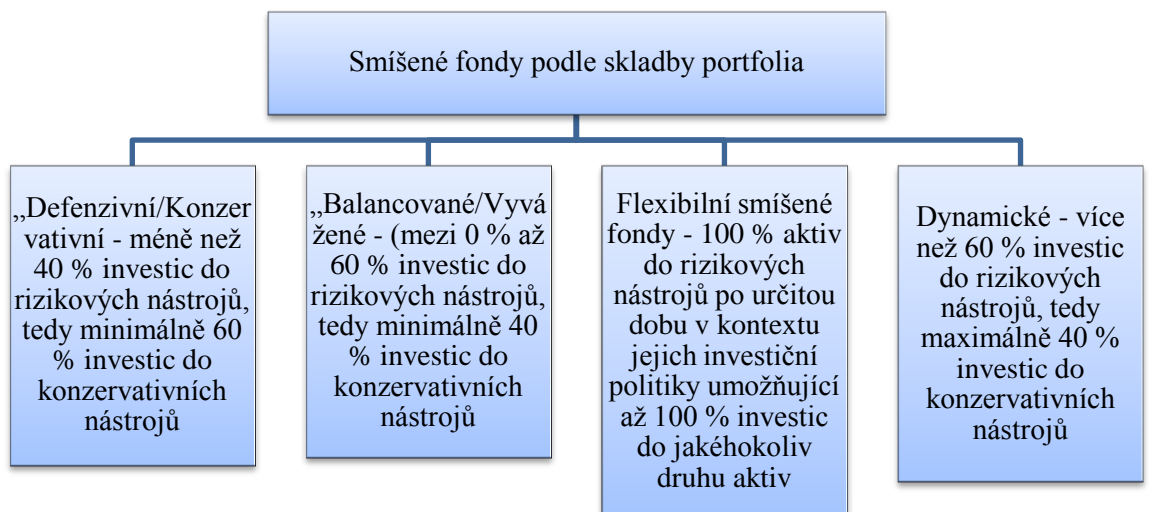 Smíšené fondy podle skladby portfolia
„Defenzivní/Konzer
vativní - méně než
40 % investic do
rizikových nástrojů,
tedy minimálně 60
% investic do
konzervativních
nástrojů
„Balancované/Vyvá
žené - (mezi 0 % až
60 % investic do
rizikových nástrojů,
tedy minimálně 40
% investic do
konzervativních
nástrojů
Flexibilní smíšené
fondy - 100 % aktiv
do rizikových
nástrojů po určitou
dobu v kontextu
jejich investiční
politiky umožňující
až 100 % investic
do jakéhokoliv
druhu aktiv
Dynamické - více
než 60 % investic
do rizikových
nástrojů, tedy
maximálně 40 %
investic do
konzervativních
nástrojů